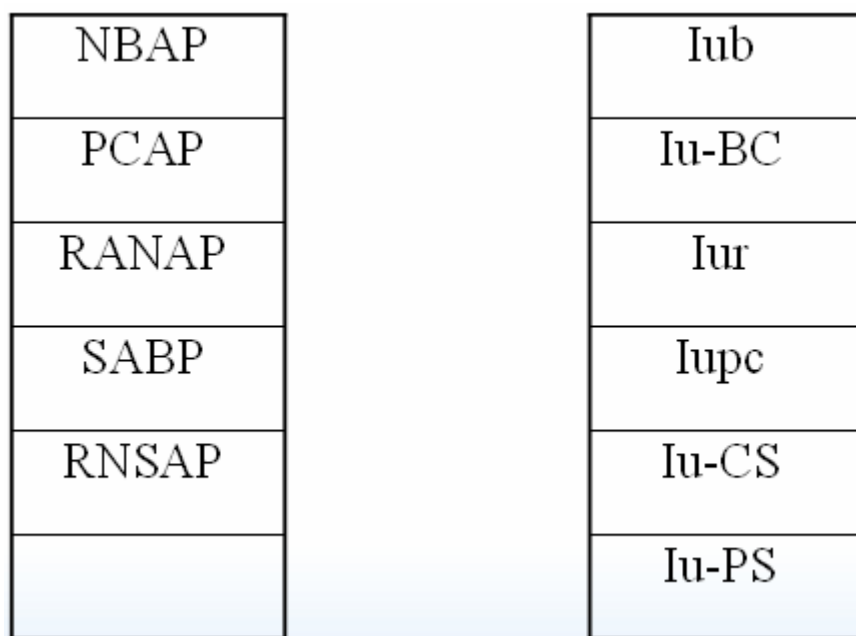 NBAP
PCAP
RANAP
SABP
RNSAP
Iub
Iu-BC
Iur
Iupc
Iu-CS
Iu-PS